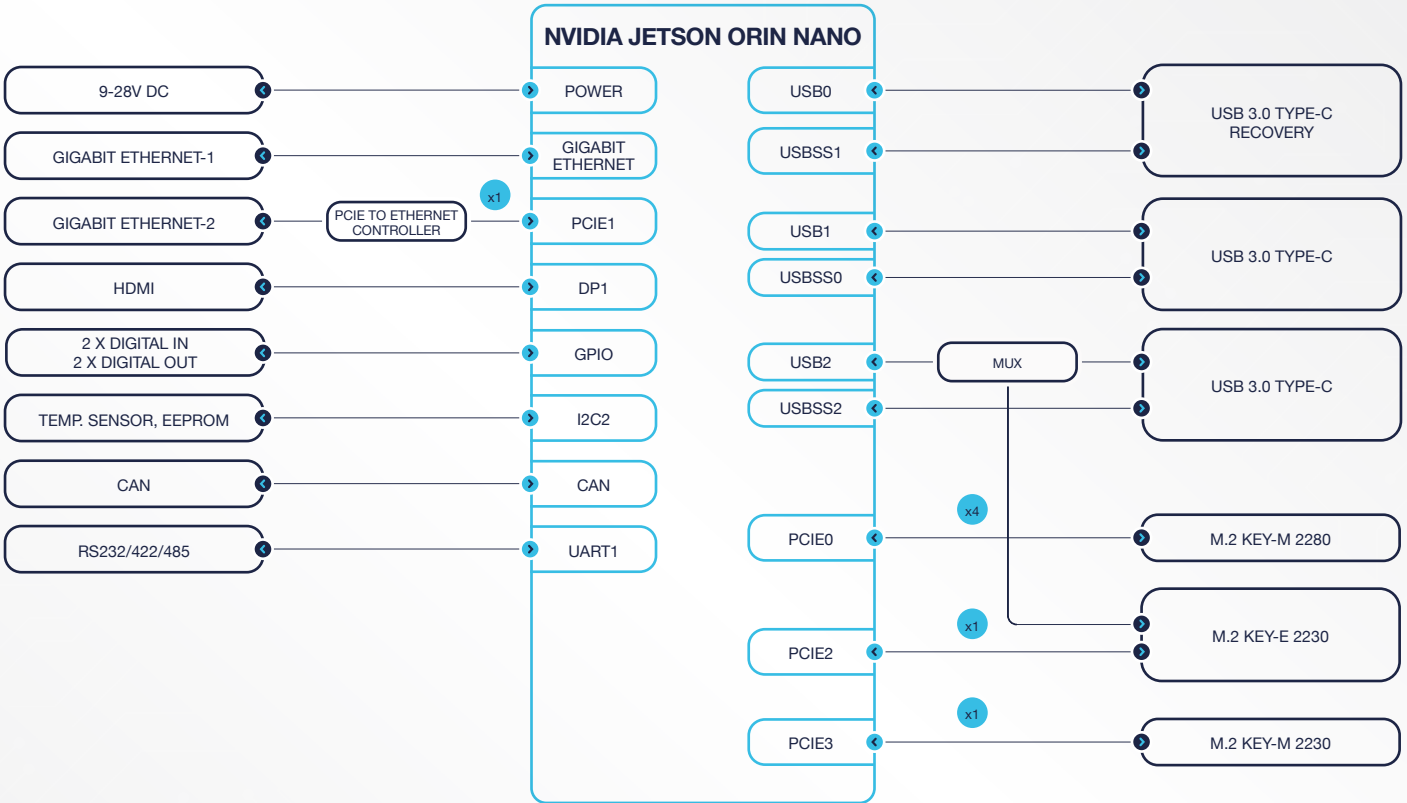 NVIDIA JETSON ORIN NANO
9-28V DC
POWER
GIGABIT ETHERNET-1
GIGABIT
ETHERNET
GIGABIT ETHERNET-2
PCIE TO ETHERNET
CONTROLLER
x1
PCIE1
HDMI
DP1
2 X DIGITAL IN
2 X DIGITAL OUT
GPIO
TEMP. SENSOR, EEPROM
I2C2
CAN
CAN
RS232/422/485
UART1
USB0
USBSS1
USB 3.0 TYPE-C
RECOVERY
USB1
USBSS0
USB 3.0 TYPE-C
USB2
MUX
USBSS2
USB 3.0 TYPE-C
PCIE0
x4
M.2 KEY-M 2280
PCIE2
x1
M.2 KEY-E 2230
PCIE3
x1
M.2 KEY-M 2230